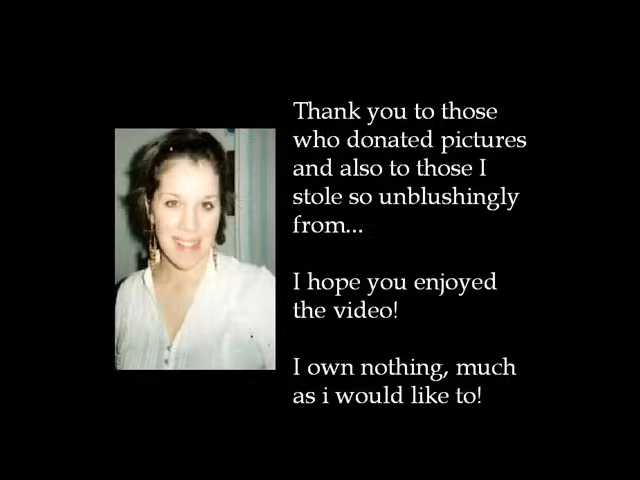 Thank you to those
who donated pictures
and also to those I
stole so unblushingly
from...
I hope you enjoyed
the video!
I own nothing, much
as i would like to!